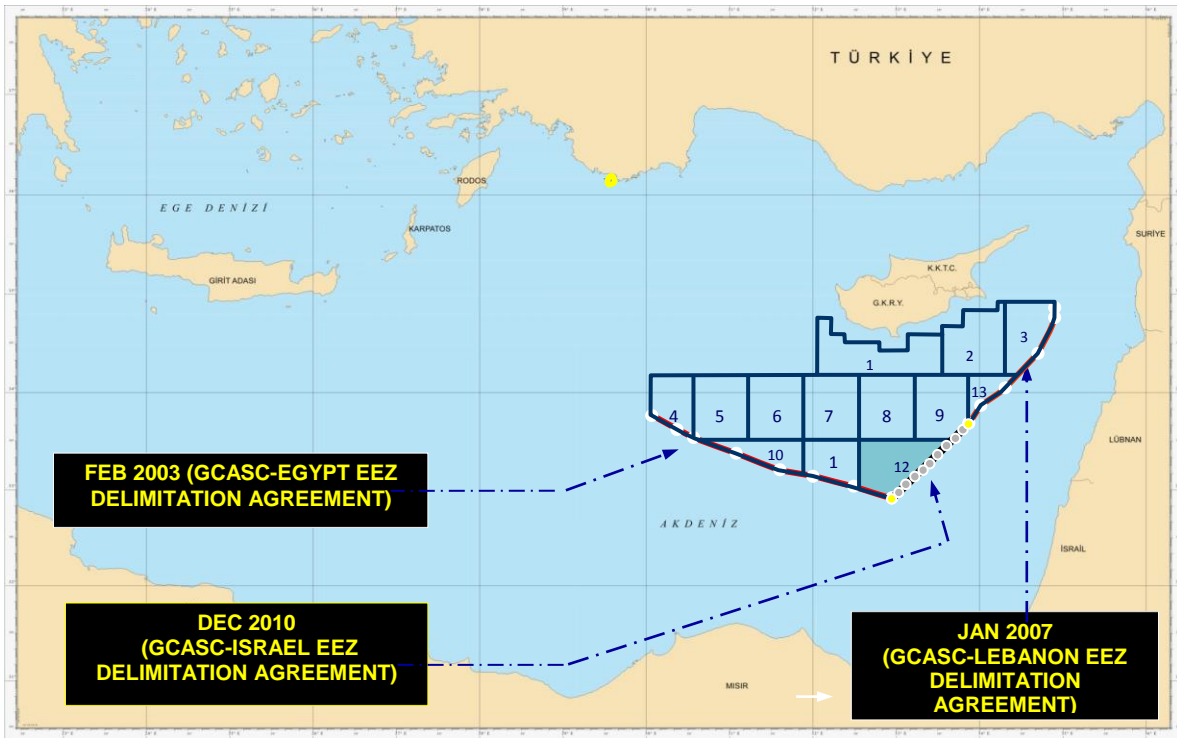 TÜRKİYE
RODOS
EGE DENİZİ
KARPATOS
SURİYE
GİRİT ADASI
K.K.T.C.
G.K.R.Y.
3
2
1
13
4
5
6
7
8
9
10
1
12
LÜBNAN
FEB 2003 (GCASC-EGYPT EEZ
DELIMITATION AGREEMENT)
AKDENİZ
İSRAİL
DEC 2010
(GCASC-ISRAEL EEZ
DELIMITATION AGREEMENT)
JAN 2007
(GCASC-LEBANON EEZ
DELIMITATION
AGREEMENT)
MISIR